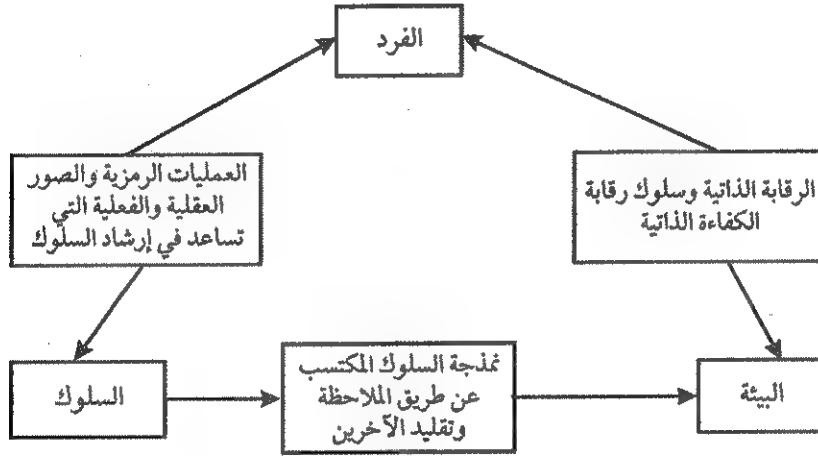 الفرد
الرقابة الذاتية وسلوك رقابة
الكفاءة الذاتية
العمليات الرمزية والصور
العقلية والفعلية التي
تساعد في إرشاد السلوك
البيئة
نمذجة السلوك المكتسب
عن طريق الملاحظة
وتقليد الآخرين
السلوك